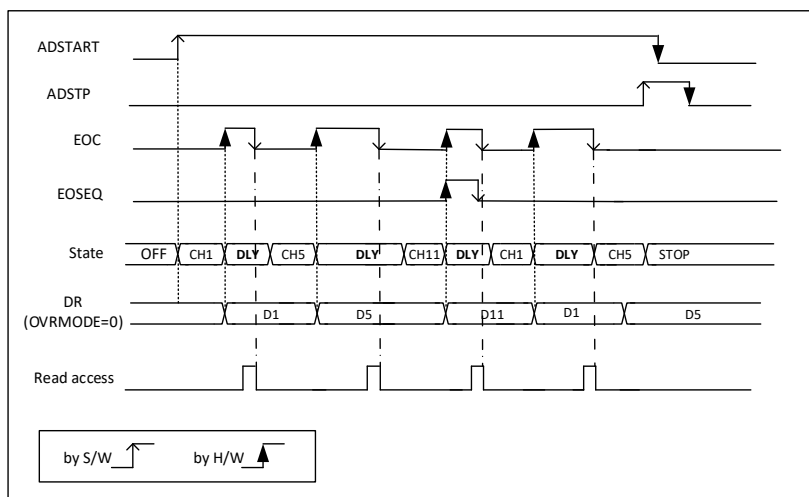 ADSTART
ADSTP
EOC
EOSEQ
State OFF CH1 DLY CH5 DLY CH11 DLY CH1 DLY CH5 STOP
DR
(OVRMODE=0) D1 D5 D11 D1 D5
Read access
by S/W by H/W